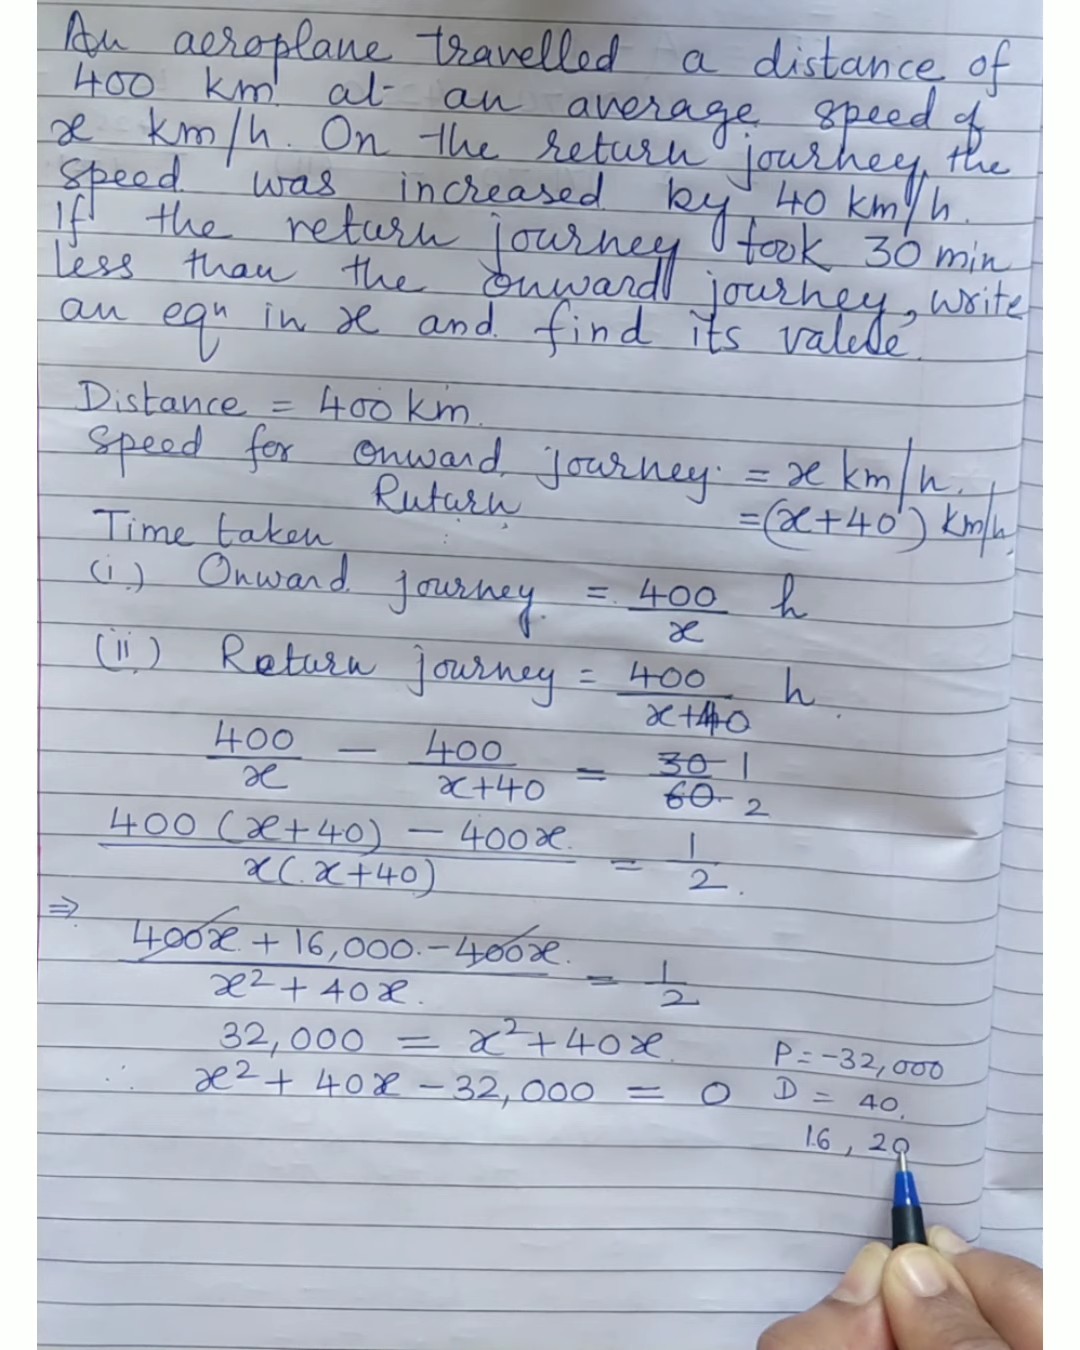 An aeroplane travelled a distance of
400 km at an average speed of
x km/h. On the return journey, the
speed was increased by 40 km/h.
If the return journey took 30 min
less than the onward journey, write
an eqn in x and find its value.
Distance = 400 km.
Speed for onward journey = x km/h.
Ruturn = (x+40) km/h.
Time taken
(i.) Onward journey = 400/x h
(ii) Return journey = 400/x+40 h.
400/x - 400/x+40 = 30/60 1/2
400(x+40) - 400x/x(x+40) = 1/2.
⇒ 400x + 16,000 - 400x/x² + 40x. = 1/2
32,000 = x² + 40x.
∴ x² + 40x - 32,000 = 0
P = -32,000
D = 40.
16, 20